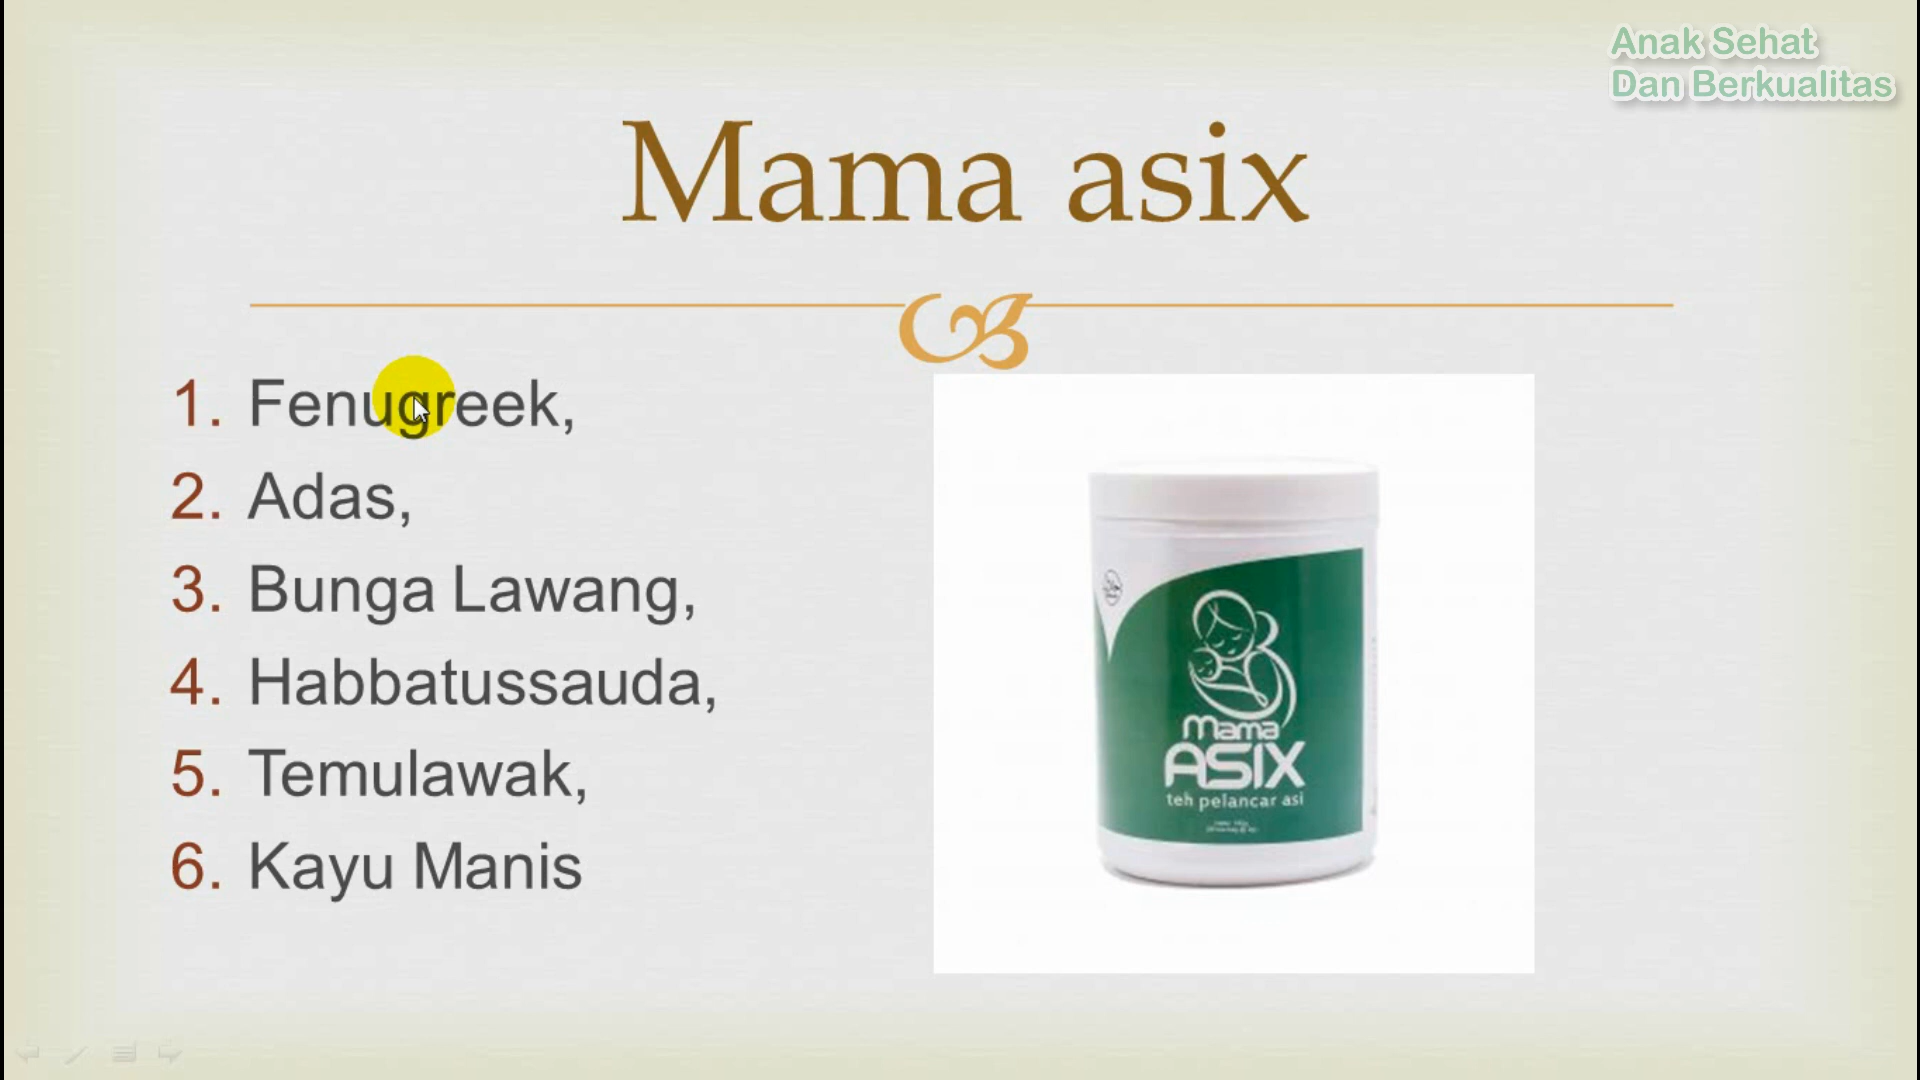 Anak Sehat
Dan Berkualitas
Mama asix
1. Fenugreek,
2. Adas,
3. Bunga Lawang,
4. Habbatussauda,
5. Temulawak,
6. Kayu Manis
mama
ASIX
teh pelancar asi